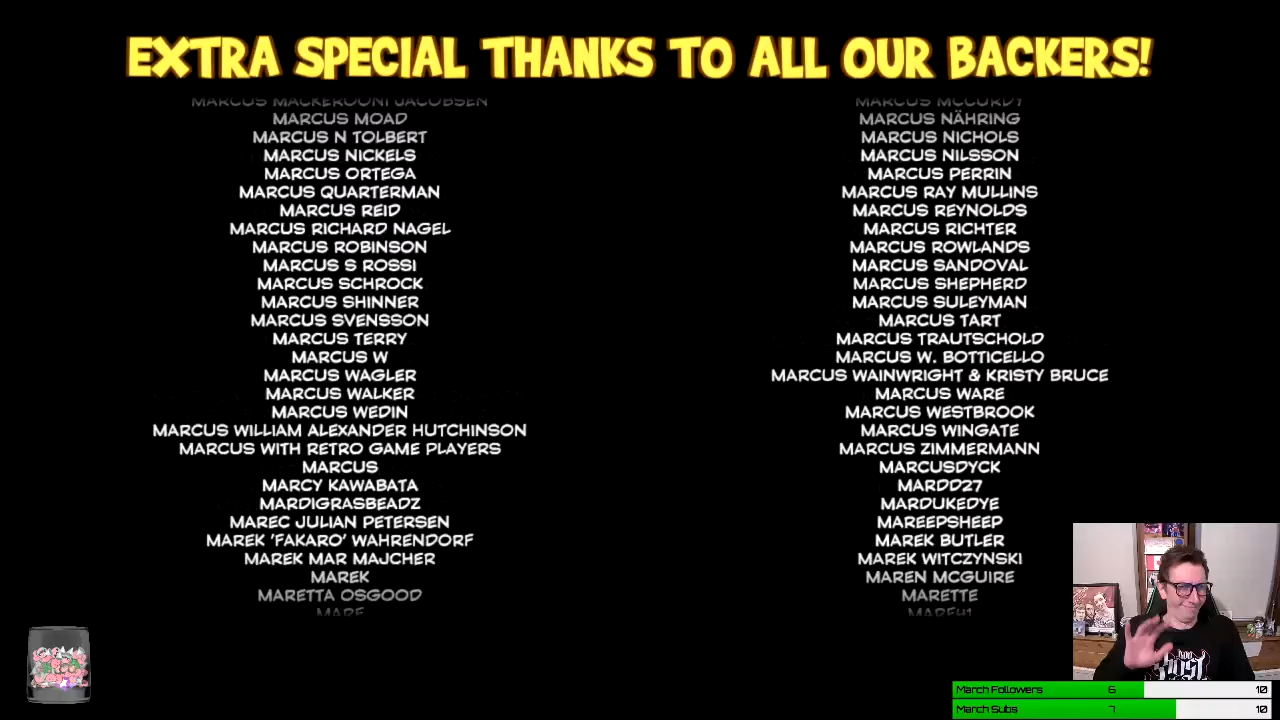 EXTRA SPECIAL THANKS TO ALL OUR BACKERS!
MARCUS MACKEROONI JACOBSEN
MARCUS MOAD
MARCUS N TOLBERT
MARCUS NICKELS
MARCUS ORTEGA
MARCUS QUARTERMAN
MARCUS REID
MARCUS RICHARD NAGEL
MARCUS ROBINSON
MARCUS S ROSSI
MARCUS SCHROCK
MARCUS SHINNER
MARCUS SVENSSON
MARCUS TERRY
MARCUS W
MARCUS WAGLER
MARCUS WALKER
MARCUS WEDIN
MARCUS WILLIAM ALEXANDER HUTCHINSON
MARCUS WITH RETRO GAME PLAYERS
MARCUS
MARCY KAWABATA
MARDIGRASBEADZ
MAREC JULIAN PETERSEN
MAREK 'FAKARO' WAHRENDORF
MAREK MAR MAJCHER
MAREK
MARETTA OSGOOD
MARCUS MCCURDY
MARCUS NÄHRING
MARCUS NICHOLS
MARCUS NILSSON
MARCUS PERRIN
MARCUS RAY MULLINS
MARCUS REYNOLDS
MARCUS RICHTER
MARCUS ROWLANDS
MARCUS SANDOVAL
MARCUS SHEPHERD
MARCUS SULEYMAN
MARCUS TART
MARCUS TRAUTSCHOLD
MARCUS W. BOTTICELLO
MARCUS WAINWRIGHT & KRISTY BRUCE
MARCUS WARE
MARCUS WESTBROOK
MARCUS WINGATE
MARCUS ZIMMERMANN
MARCUSDYCK
MARDD27
MARDUKEDYE
MAREEPSHEEP
MAREK BUTLER
MAREK WITCZYNSKI
MAREN MCGUIRE
MARETTE
March Followers 6 10
March Subs 7 10